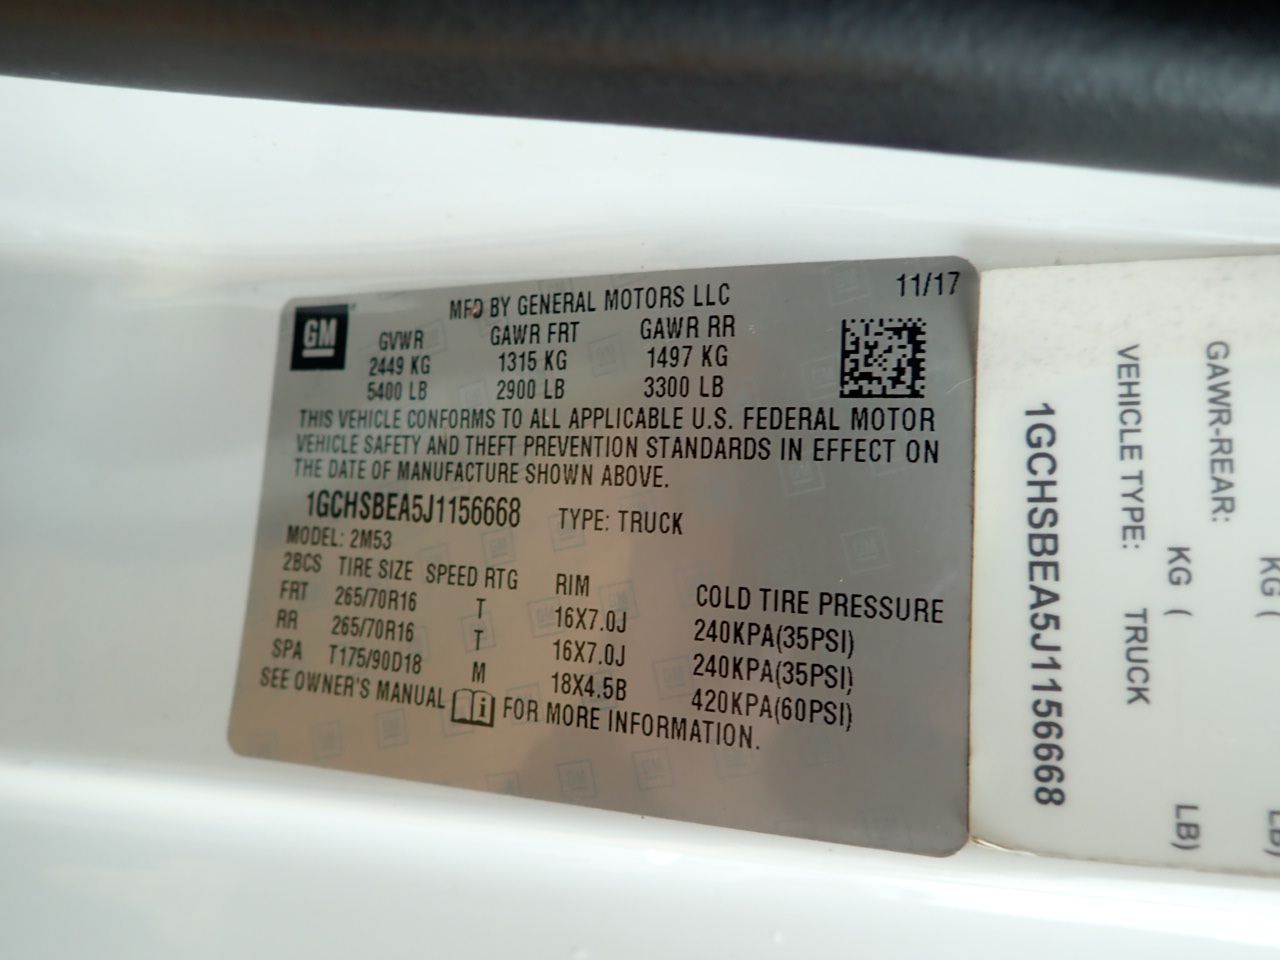 GM
MFD BY GENERAL MOTORS LLC
11/17
GVWR GAWR FRT GAWR RR
2449 KG 1315 KG 1497 KG
5400 LB 2900 LB 3300 LB
THIS VEHICLE CONFORMS TO ALL APPLICABLE U.S. FEDERAL MOTOR
VEHICLE SAFETY AND THEFT PREVENTION STANDARDS IN EFFECT ON
THE DATE OF MANUFACTURE SHOWN ABOVE.
1GCHSBEA5J1156668 TYPE: TRUCK
MODEL: 2M53
2BCS TIRE SIZE SPEED RTG RIM COLD TIRE PRESSURE
FRT 265/70R16 T 16X7.0J 240KPA(35PSI)
RR 265/70R16 T 16X7.0J 240KPA(35PSI)
SPA T175/90D18 M 18X4.5B 420KPA(60PSI)
SEE OWNER'S MANUAL i FOR MORE INFORMATION.
KG ( LB)
GAWR-REAR:
KG ( LB)
VEHICLE TYPE: TRUCK
1GCHSBEA5J1156668